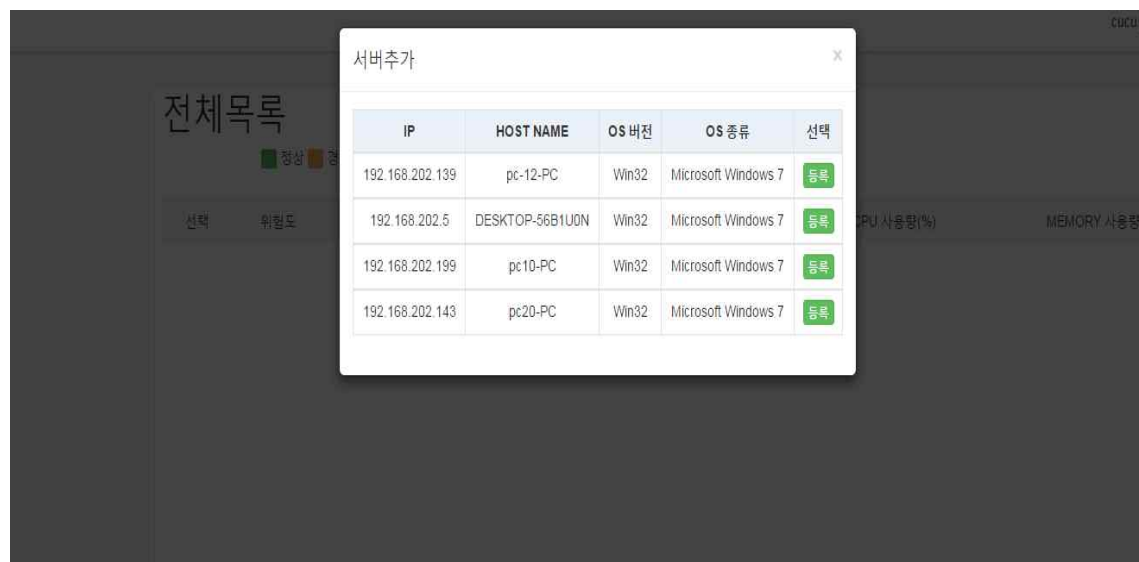 cucu
서버추가
x
전체목록
정상
IP HOST NAME OS 버전 OS 종류 선택
192.168.202.139 pc-12-PC Win32 Microsoft Windows 7 등록
192.168.202.5 DESKTOP-56B1U0N Win32 Microsoft Windows 7 등록
192.168.202.199 pc10-PC Win32 Microsoft Windows 7 등록
192.168.202.143 pc20-PC Win32 Microsoft Windows 7 등록
선택 위험도 CPU 사용량(%) MEMORY 사용량